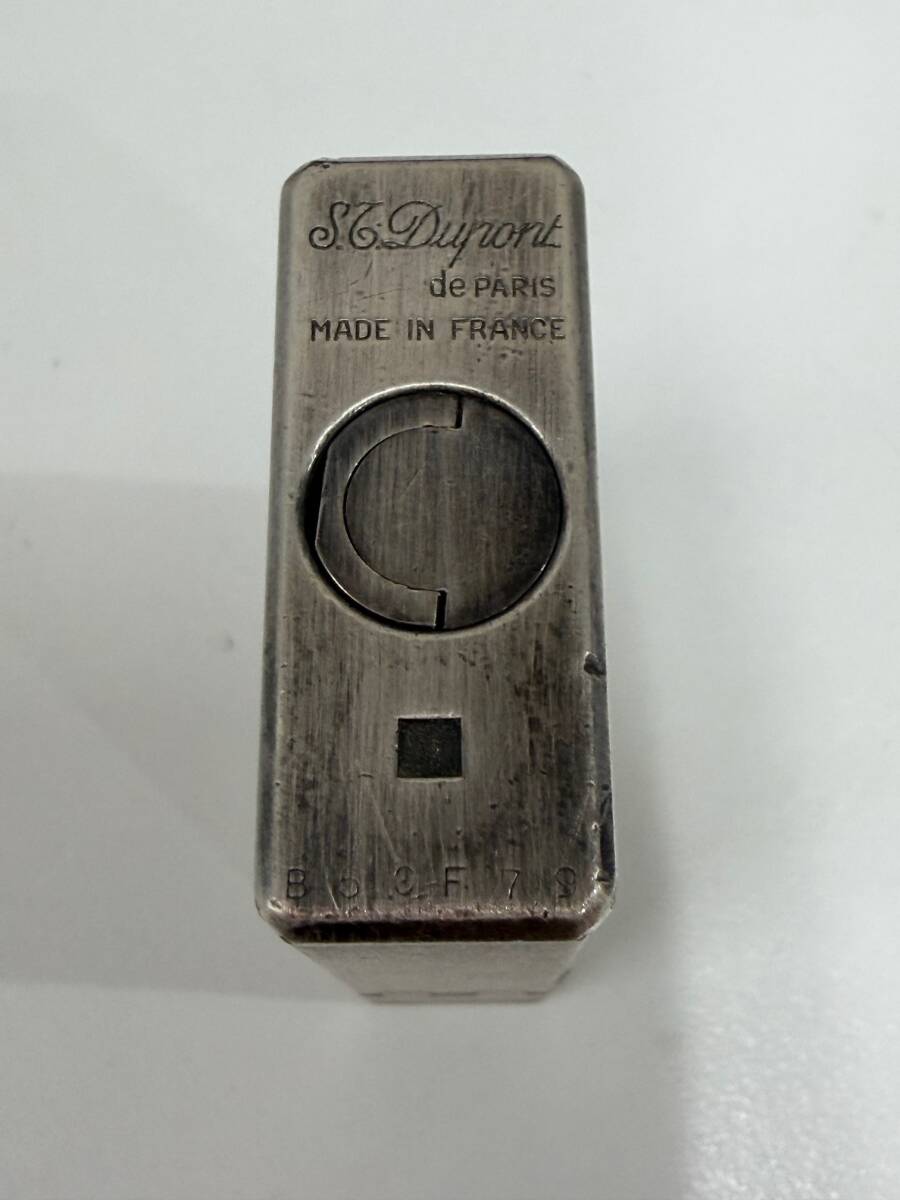 S.T. Dupont
de PARIS
MADE IN FRANCE